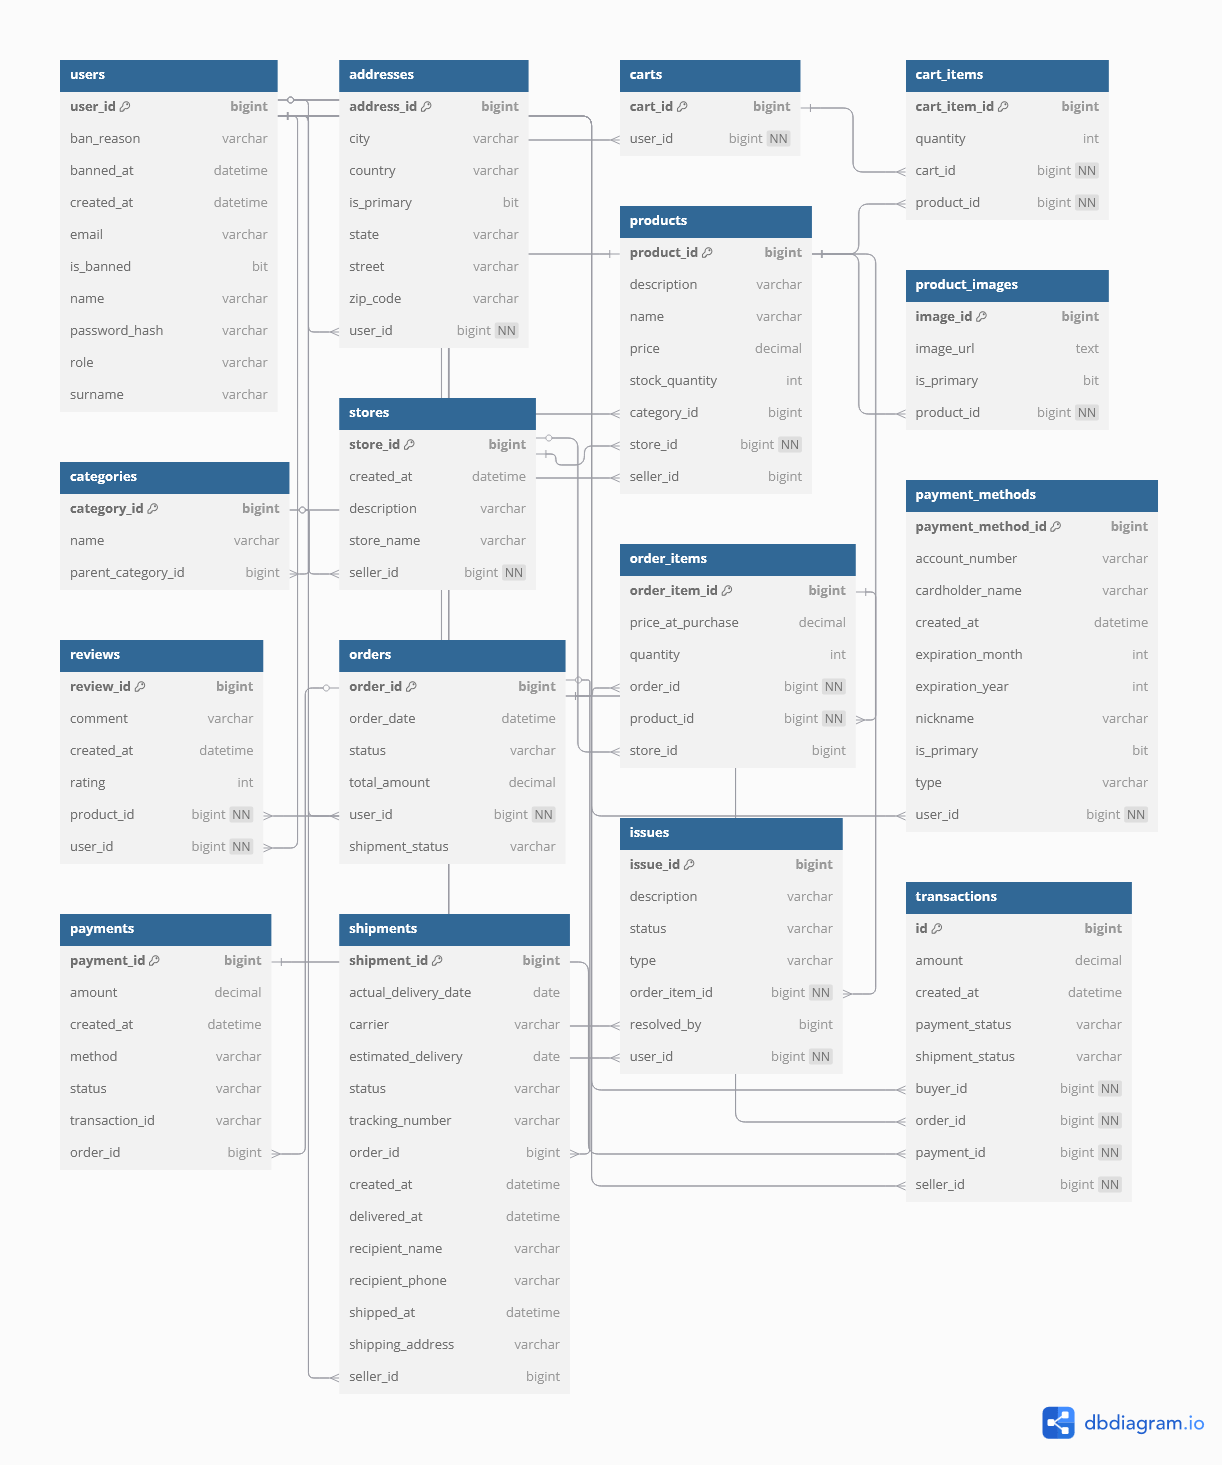 users
user_id bigint
ban_reason varchar
banned_at datetime
created_at datetime
email varchar
is_banned bit
name varchar
password_hash varchar
role varchar
surname varchar
addresses
address_id bigint
city varchar
country varchar
is_primary bit
state varchar
street varchar
zip_code varchar
user_id bigint NN
carts
cart_id bigint
user_id bigint NN
cart_items
cart_item_id bigint
quantity int
cart_id bigint NN
product_id bigint NN
products
product_id bigint
description varchar
name varchar
price decimal
stock_quantity int
category_id bigint
store_id bigint NN
seller_id bigint
product_images
image_id bigint
image_url text
is_primary bit
product_id bigint NN
stores
store_id bigint
created_at datetime
description varchar
store_name varchar
seller_id bigint NN
categories
category_id bigint
name varchar
parent_category_id bigint
payment_methods
payment_method_id bigint
account_number varchar
cardholder_name varchar
created_at datetime
expiration_month int
expiration_year int
nickname varchar
is_primary bit
type varchar
user_id bigint NN
order_items
order_item_id bigint
price_at_purchase decimal
quantity int
order_id bigint NN
product_id bigint NN
store_id bigint
reviews
review_id bigint
comment varchar
created_at datetime
rating int
product_id bigint NN
user_id bigint NN
orders
order_id bigint
order_date datetime
status varchar
total_amount decimal
user_id bigint NN
shipment_status varchar
issues
issue_id bigint
description varchar
status varchar
type varchar
order_item_id bigint NN
resolved_by bigint
user_id bigint NN
transactions
id bigint
amount decimal
created_at datetime
payment_status varchar
shipment_status varchar
buyer_id bigint NN
order_id bigint NN
payment_id bigint NN
seller_id bigint NN
payments
payment_id bigint
amount decimal
created_at datetime
method varchar
status varchar
transaction_id varchar
order_id bigint
shipments
shipment_id bigint
actual_delivery_date date
carrier varchar
estimated_delivery date
status varchar
tracking_number varchar
order_id bigint
created_at datetime
delivered_at datetime
recipient_name varchar
recipient_phone varchar
shipped_at datetime
shipping_address varchar
seller_id bigint
dbdiagram.io